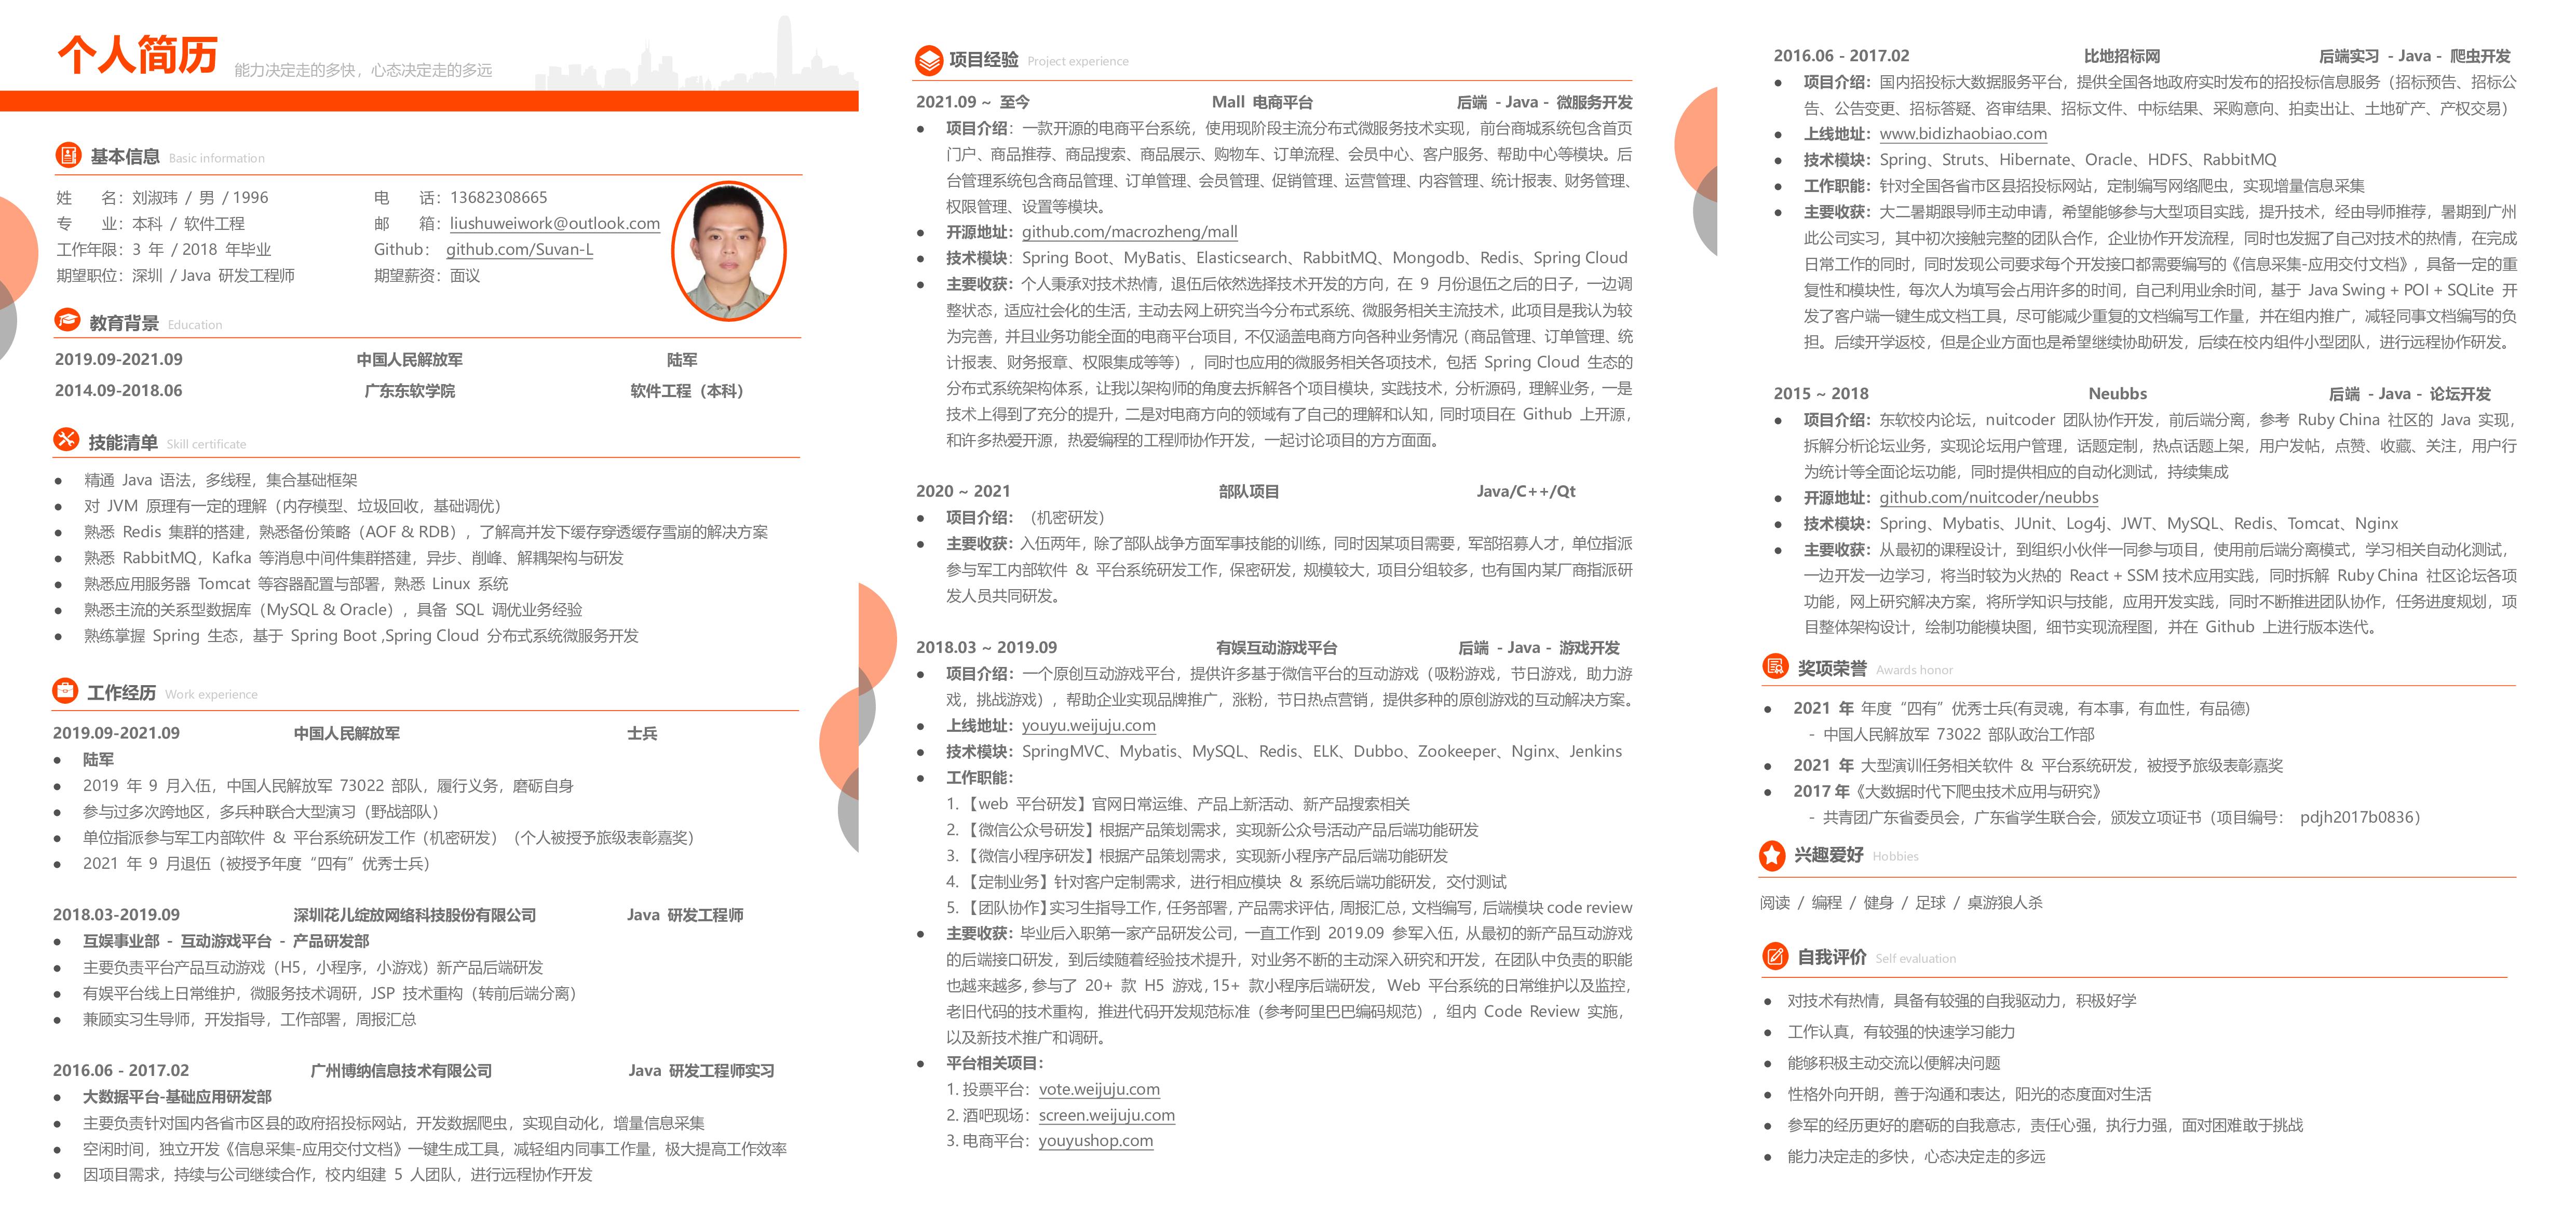 个人简历
能力决定走的多快，心态决定走的多远
基本信息 Basic information
姓　　名：刘淑玮 / 男 / 1996
电　　话：13682308665
专　　业：本科 / 软件工程
邮　　箱：liushuweiwork@outlook.com
工作年限：3 年 / 2018 年毕业
Github： github.com/Suvan-L
期望职位：深圳 / Java 研发工程师
期望薪资：面议
教育背景 Education
2019.09-2021.09 中国人民解放军 陆军
2014.09-2018.06 广东东软学院 软件工程（本科）
技能清单 Skill certificate
● 精通 Java 语法，多线程，集合基础框架
● 对 JVM 原理有一定的理解（内存模型、垃圾回收，基础调优）
● 熟悉 Redis 集群的搭建，熟悉备份策略（AOF & RDB），了解高并发下缓存穿透缓存雪崩的解决方案
● 熟悉 RabbitMQ，Kafka 等消息中间件集群搭建，异步、削峰、解耦架构与研发
● 熟悉应用服务器 Tomcat 等容器配置与部署，熟悉 Linux 系统
● 熟悉主流的关系型数据库（MySQL & Oracle），具备 SQL 调优业务经验
● 熟练掌握 Spring 生态，基于 Spring Boot ,Spring Cloud 分布式系统微服务开发
工作经历 Work experience
2019.09-2021.09 中国人民解放军 士兵
● 陆军
● 2019 年 9 月入伍，中国人民解放军 73022 部队，履行义务，磨砺自身
● 参与过多次跨地区，多兵种联合大型演习（野战部队）
● 单位指派参与军工内部软件 & 平台系统研发工作（机密研发）（个人被授予旅级表彰嘉奖）
● 2021 年 9 月退伍（被授予年度“四有”优秀士兵）
2018.03-2019.09 深圳花儿绽放网络科技股份有限公司 Java 研发工程师
● 互娱事业部 - 互动游戏平台 - 产品研发部
● 主要负责平台产品互动游戏（H5，小程序，小游戏）新产品后端研发
● 有娱平台线上日常维护，微服务技术调研，JSP 技术重构（转前后端分离）
● 兼顾实习生导师，开发指导，工作部署，周报汇总
2016.06 - 2017.02 广州博纳信息技术有限公司 Java 研发工程师实习
● 大数据平台-基础应用研发部
● 主要负责针对国内各省市区县的政府招投标网站，开发数据爬虫，实现自动化，增量信息采集
● 空闲时间，独立开发《信息采集-应用交付文档》一键生成工具，减轻组内同事工作量，极大提高工作效率
● 因项目需求，持续与公司继续合作，校内组建 5 人团队，进行远程协作开发
项目经验 Project experience
2021.09 ~ 至今 Mall 电商平台 后端 - Java - 微服务开发
● 项目介绍：一款开源的电商平台系统，使用现阶段主流分布式微服务技术实现，前台商城系统包含首页
门户、商品推荐、商品搜索、商品展示、购物车、订单流程、会员中心、客户服务、帮助中心等模块。后
台管理系统包含商品管理、订单管理、会员管理、促销管理、运营管理、内容管理、统计报表、财务管理、
权限管理、设置等模块。
● 开源地址：github.com/macrozheng/mall
● 技术模块：Spring Boot、MyBatis、Elasticsearch、RabbitMQ、Mongodb、Redis、Spring Cloud
● 主要收获：个人秉承对技术热情，退伍后依然选择技术开发的方向，在 9 月份退伍之后的日子，一边调
整状态，适应社会化的生活，主动去网上研究当今分布式系统、微服务相关主流技术，此项目是我认为较
为完善，并且业务功能全面的电商平台项目，不仅涵盖电商方向各种业务情况（商品管理、订单管理、统
计报表、财务报章、权限集成等等），同时也应用的微服务相关各项技术，包括 Spring Cloud 生态的
分布式系统架构体系，让我以架构师的角度去拆解各个项目模块，实践技术，分析源码，理解业务，一是
技术上得到了充分的提升，二是对电商方向的领域有了自己的理解和认知，同时项目在 Github 上开源，
和许多热爱开源，热爱编程的工程师协作开发，一起讨论项目的方方面面。
2020 ~ 2021 部队项目 Java/C++/Qt
● 项目介绍：（机密研发）
● 主要收获：入伍两年，除了部队战争方面军事技能的训练，同时因某项目需要，军部招募人才，单位指派
参与军工内部软件 & 平台系统研发工作，保密研发，规模较大，项目分组较多，也有国内某厂商指派研
发人员共同研发。
2018.03 ~ 2019.09 有娱互动游戏平台 后端 - Java - 游戏开发
● 项目介绍：一个原创互动游戏平台，提供许多基于微信平台的互动游戏（吸粉游戏，节日游戏，助力游
戏，挑战游戏），帮助企业实现品牌推广，涨粉，节日热点营销，提供多种的原创游戏的互动解决方案。
● 上线地址：youyu.weijuju.com
● 技术模块：SpringMVC、Mybatis、MySQL、Redis、ELK、Dubbo、Zookeeper、Nginx、Jenkins
● 工作职能：
1. 【web 平台研发】官网日常运维、产品上新活动、新产品搜索相关
2. 【微信公众号研发】根据产品策划需求，实现新公众号活动产品后端功能研发
3. 【微信小程序研发】根据产品策划需求，实现新小程序产品后端功能研发
4. 【定制业务】针对客户定制需求，进行相应模块 & 系统后端功能研发，交付测试
5. 【团队协作】实习生指导工作，任务部署，产品需求评估，周报汇总，文档编写，后端模块 code review
● 主要收获：毕业后入职第一家产品研发公司，一直工作到 2019.09 参军入伍，从最初的新产品互动游戏
的后端接口研发，到后续随着经验技术提升，对业务不断的主动深入研究和开发，在团队中负责的职能
也越来越多，参与了 20+ 款 H5 游戏，15+ 款小程序后端研发， Web 平台系统的日常维护以及监控，
老旧代码的技术重构，推进代码开发规范标准（参考阿里巴巴编码规范），组内 Code Review 实施，
以及新技术推广和调研。
● 平台相关项目：
1. 投票平台：vote.weijuju.com
2. 酒吧现场：screen.weijuju.com
3. 电商平台：youyushop.com
2016.06 - 2017.02 比地招标网 后端实习 - Java - 爬虫开发
● 项目介绍：国内招投标大数据服务平台，提供全国各地政府实时发布的招投标信息服务（招标预告、招标公
告、公告变更、招标答疑、咨审结果、招标文件、中标结果、采购意向、拍卖出让、土地矿产、产权交易）
● 上线地址：www.bidizhaobiao.com
● 技术模块：Spring、Struts、Hibernate、Oracle、HDFS、RabbitMQ
● 工作职能：针对全国各省市区县招投标网站，定制编写网络爬虫，实现增量信息采集
● 主要收获：大二暑期跟导师主动申请，希望能够参与大型项目实践，提升技术，经由导师推荐，暑期到广州
此公司实习，其中初次接触完整的团队合作，企业协作开发流程，同时也发掘了自己对技术的热情，在完成
日常工作的同时，同时发现公司要求每个开发接口都需要编写的《信息采集-应用交付文档》，具备一定的重
复性和模块性，每次人为填写会占用许多的时间，自己利用业余时间，基于 Java Swing + POI + SQLite 开
发了客户端一键生成文档工具，尽可能减少重复的文档编写工作量，并在组内推广，减轻同事文档编写的负
担。后续开学返校，但是企业方面也是希望继续协助研发，后续在校内组件小型团队，进行远程协作研发。
2015 ~ 2018 Neubbs 后端 - Java - 论坛开发
● 项目介绍：东软校内论坛，nuitcoder 团队协作开发，前后端分离，参考 Ruby China 社区的 Java 实现，
拆解分析论坛业务，实现论坛用户管理，话题定制，热点话题上架，用户发帖，点赞、收藏、关注，用户行
为统计等全面论坛功能，同时提供相应的自动化测试，持续集成
● 开源地址：github.com/nuitcoder/neubbs
● 技术模块：Spring、Mybatis、JUnit、Log4j、JWT、MySQL、Redis、Tomcat、Nginx
● 主要收获：从最初的课程设计，到组织小伙伴一同参与项目，使用前后端分离模式，学习相关自动化测试，
一边开发一边学习，将当时较为火热的 React + SSM 技术应用实践，同时拆解 Ruby China 社区论坛各项
功能，网上研究解决方案，将所学知识与技能，应用开发实践，同时不断推进团队协作，任务进度规划，项
目整体架构设计，绘制功能模块图，细节实现流程图，并在 Github 上进行版本迭代。
奖项荣誉 Awards honor
● 2021 年 年度“四有”优秀士兵(有灵魂，有本事，有血性，有品德)
- 中国人民解放军 73022 部队政治工作部
● 2021 年 大型演训任务相关软件 & 平台系统研发，被授予旅级表彰嘉奖
● 2017 年《大数据时代下爬虫技术应用与研究》
- 共青团广东省委员会，广东省学生联合会，颁发立项证书（项目编号： pdjh2017b0836）
兴趣爱好 Hobbies
阅读 / 编程 / 健身 / 足球 / 桌游狼人杀
自我评价 Self evaluation
● 对技术有热情，具备有较强的自我驱动力，积极好学
● 工作认真，有较强的快速学习能力
● 能够积极主动交流以便解决问题
● 性格外向开朗，善于沟通和表达，阳光的态度面对生活
● 参军的经历更好的磨砺的自我意志，责任心强，执行力强，面对困难敢于挑战
● 能力决定走的多快，心态决定走的多远